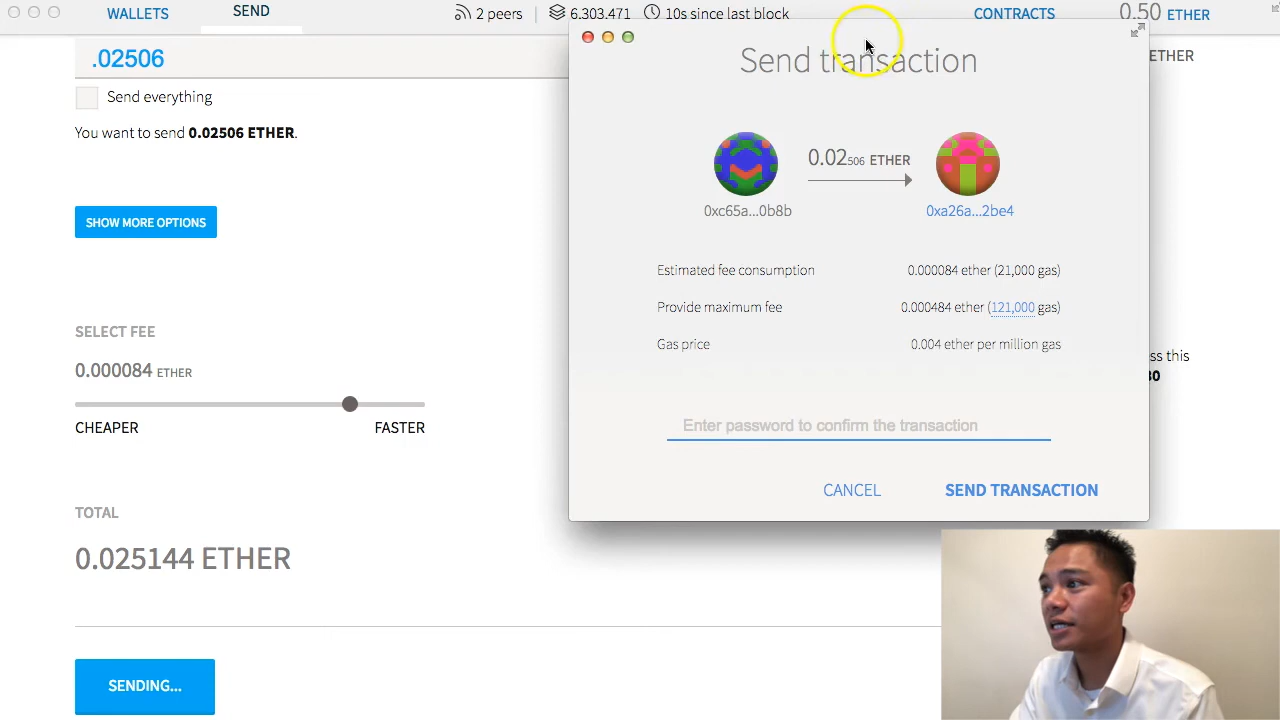 WALLETS SEND 2 peers | 6.303.471 10s since last block CONTRACTS 0.50 ETHER
.02506
Send everything
You want to send 0.02506 ETHER.
SHOW MORE OPTIONS
SELECT FEE
0.000084 ETHER
CHEAPER FASTER
TOTAL
0.025144 ETHER
SENDING...
Send transaction
0.02506 ETHER
0xc65a...0b8b 0xa26a...2be4
Estimated fee consumption 0.000084 ether (21,000 gas)
Provide maximum fee 0.000484 ether (121,000 gas)
Gas price 0.004 ether per million gas
Enter password to confirm the transaction
CANCEL SEND TRANSACTION
ETHER
this